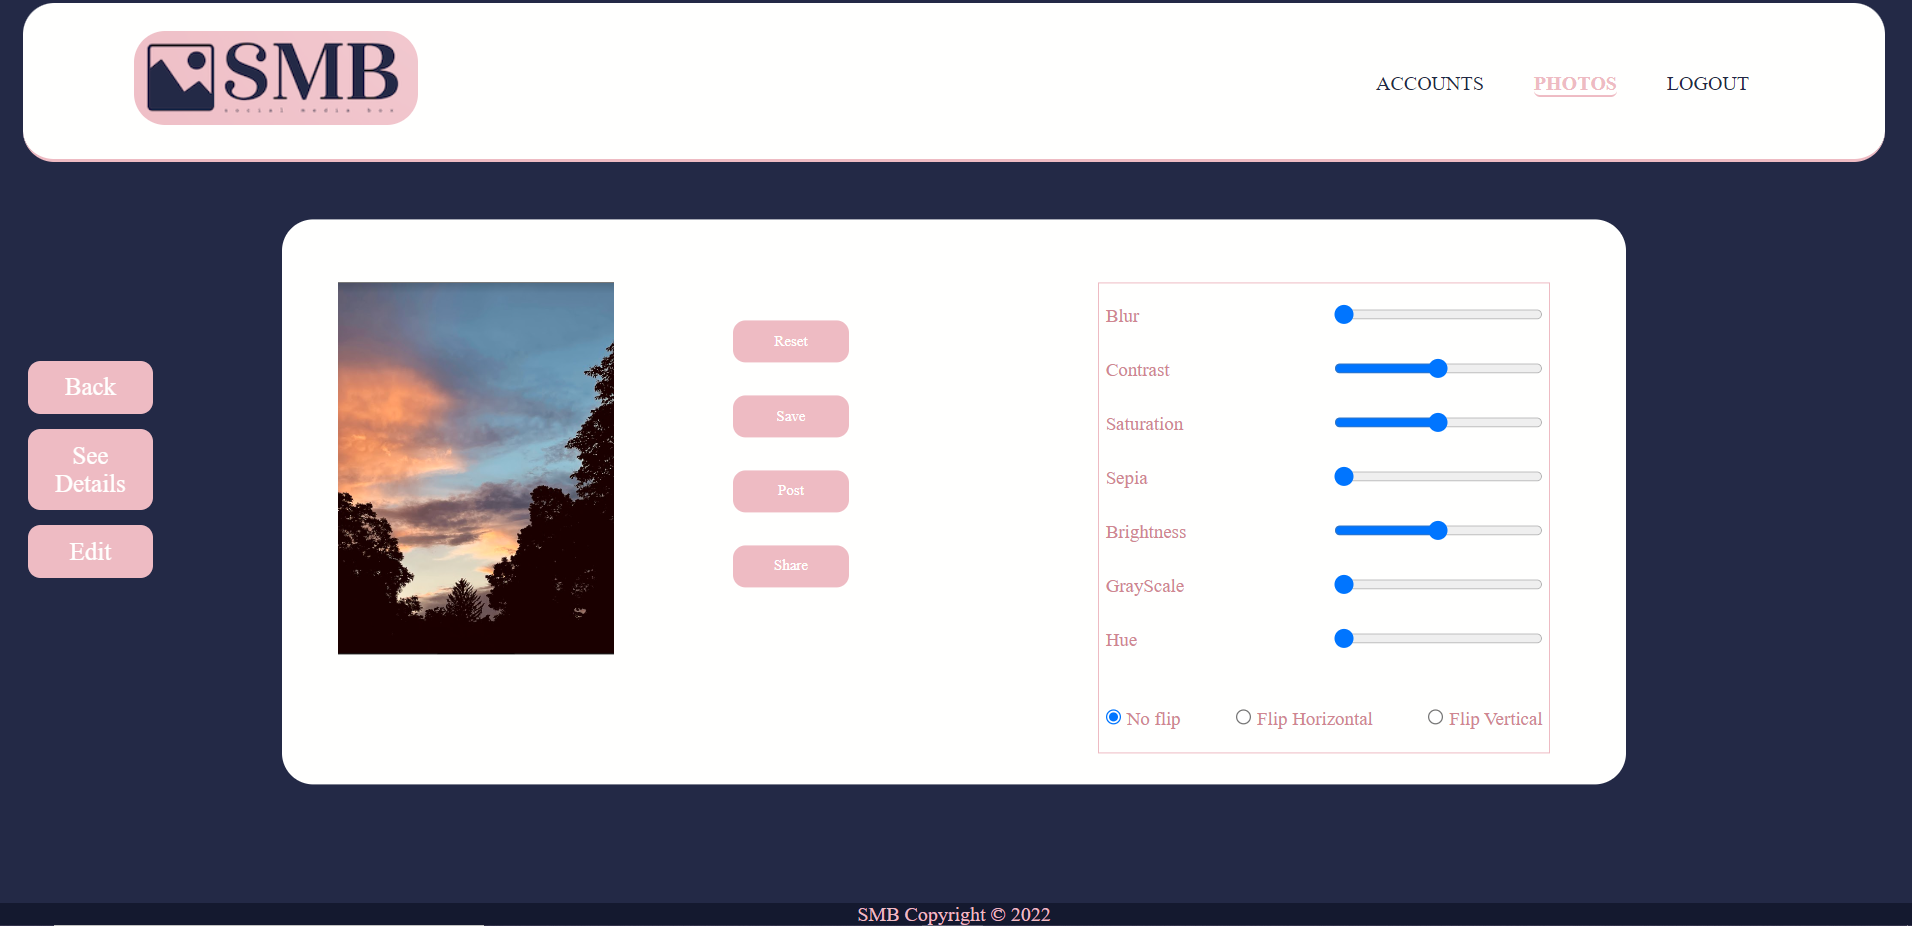 SMB
social media box
ACCOUNTS
PHOTOS
LOGOUT
Back
See
Details
Edit
Reset
Save
Post
Share
Blur
Contrast
Saturation
Sepia
Brightness
GrayScale
Hue
No flip
Flip Horizontal
Flip Vertical
SMB Copyright © 2022